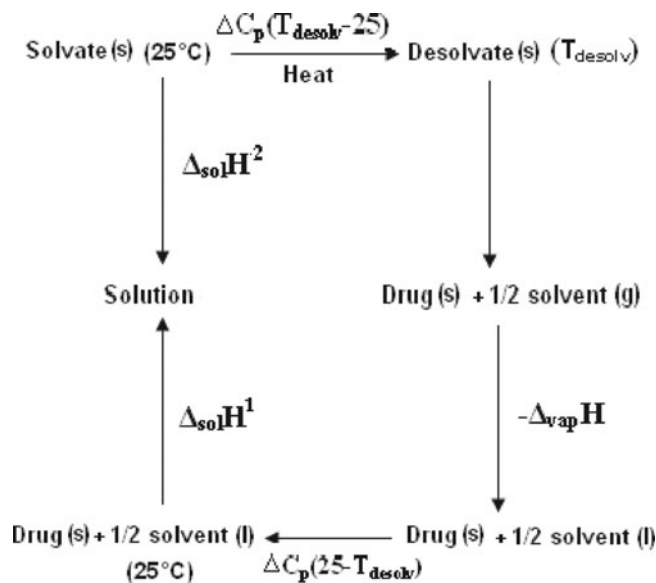 ΔCp(Tdesolv-25)
Solvate(s) (25°C)
Desolvate(s) (Tdesolv)
Heat
ΔsolH2
Solution
Drug(s) + 1/2 solvent (g)
ΔsolH1
-ΔvapH
Drug(s) + 1/2 solvent (l)
Drug(s) + 1/2 solvent (l)
(25°C)
ΔCp(25-Tdesolv)